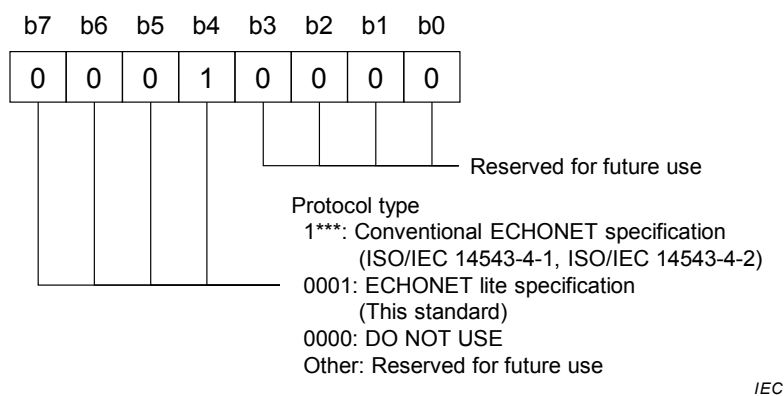 b7 b6 b5 b4 b3 b2 b1 b0
0 0 0 1 0 0 0 0
Reserved for future use
Protocol type
1***: Conventional ECHONET specification
(ISO/IEC 14543-4-1, ISO/IEC 14543-4-2)
0001: ECHONET lite specification
(This standard)
0000: DO NOT USE
Other: Reserved for future use
IEC